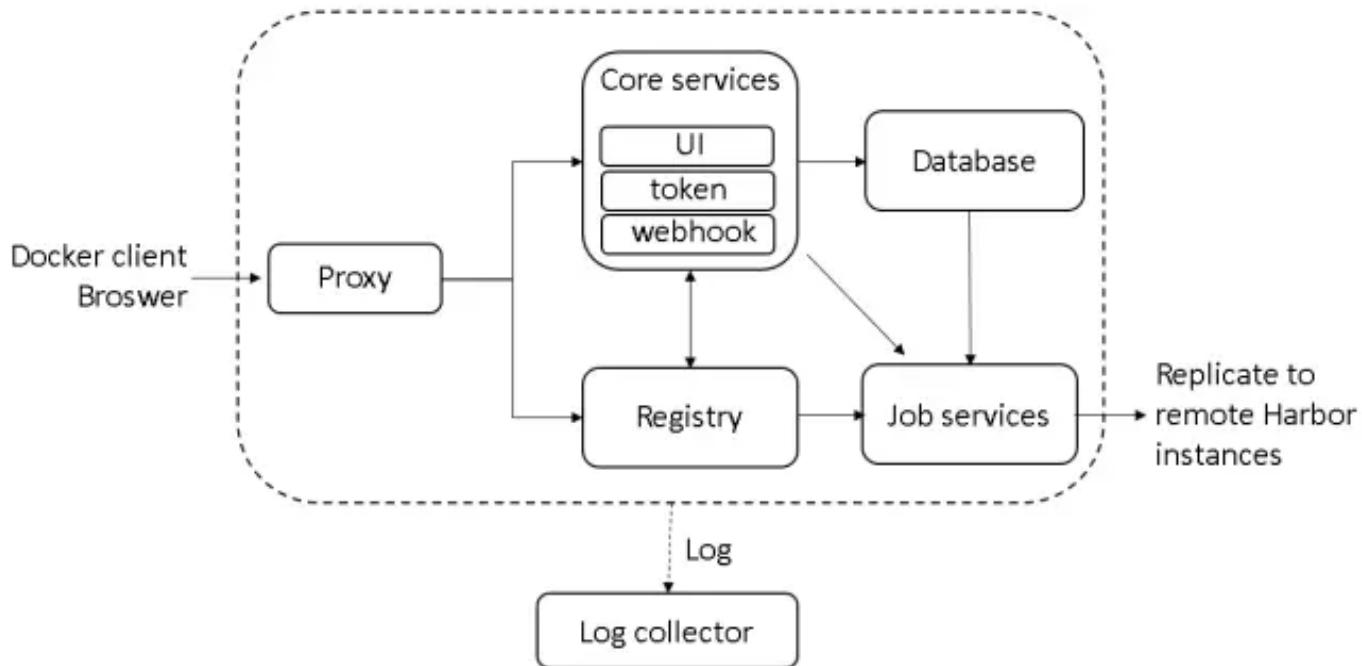 Core services
UI
token
webhook
Database
Docker client
Broswer
Proxy
Registry
Job services
Replicate to
remote Harbor
instances
Log
Log collector